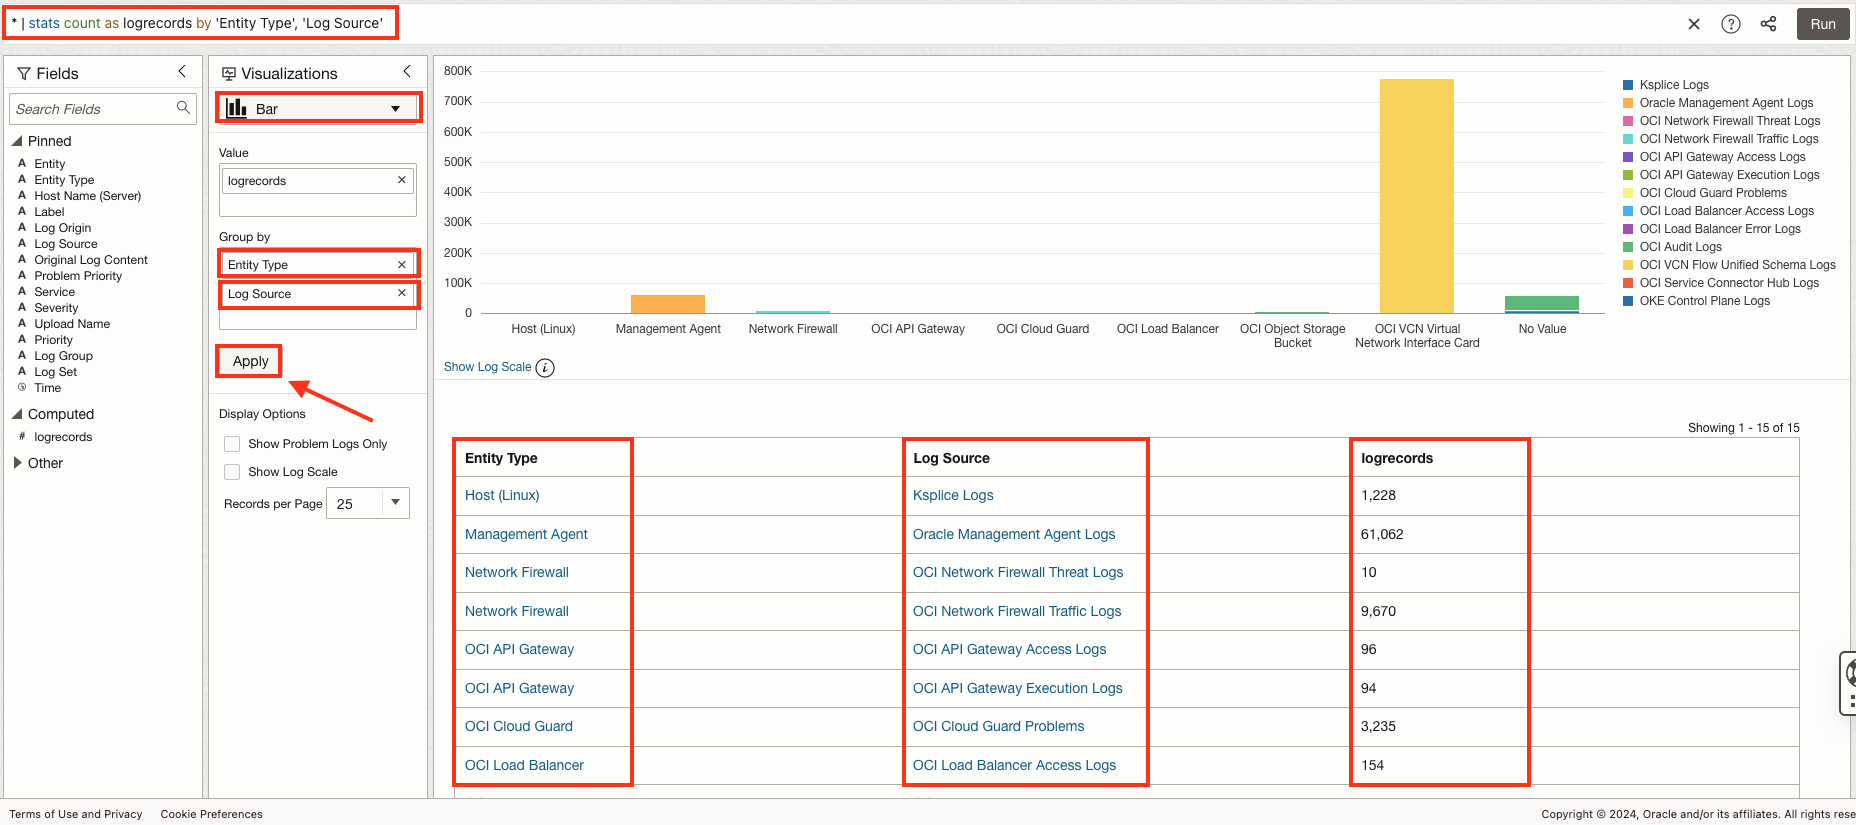 * | stats count as logrecords by 'Entity Type', 'Log Source'
Run
Fields
Search Fields
Pinned
A Entity
A Entity Type
A Host Name (Server)
A Label
A Log Origin
A Log Source
A Original Log Content
A Problem Priority
A Service
A Severity
A Upload Name
A Priority
A Log Group
A Log Set
Time
Computed
# logrecords
Other
Visualizations
Bar
Value
logrecords
Group by
Entity Type
Log Source
Apply
Display Options
Show Problem Logs Only
Show Log Scale
Records per Page 25
800K
700K
600K
500K
400K
300K
200K
100K
0
Host (Linux)
Management Agent
Network Firewall
OCI API Gateway
OCI Cloud Guard
OCI Load Balancer
OCI Object Storage
Bucket
OCI VCN Virtual
Network Interface Card
No Value
Ksplice Logs
Oracle Management Agent Logs
OCI Network Firewall Threat Logs
OCI Network Firewall Traffic Logs
OCI API Gateway Access Logs
OCI API Gateway Execution Logs
OCI Cloud Guard Problems
OCI Load Balancer Access Logs
OCI Load Balancer Error Logs
OCI Audit Logs
OCI VCN Flow Unified Schema Logs
OCI Service Connector Hub Logs
OKE Control Plane Logs
Show Log Scale
Showing 1 - 15 of 15
Entity Type Log Source logrecords
Host (Linux) Ksplice Logs 1,228
Management Agent Oracle Management Agent Logs 61,062
Network Firewall OCI Network Firewall Threat Logs 10
Network Firewall OCI Network Firewall Traffic Logs 9,670
OCI API Gateway OCI API Gateway Access Logs 96
OCI API Gateway OCI API Gateway Execution Logs 94
OCI Cloud Guard OCI Cloud Guard Problems 3,235
OCI Load Balancer OCI Load Balancer Access Logs 154
Terms of Use and Privacy Cookie Preferences
Copyright © 2024, Oracle and/or its affiliates. All rights rese